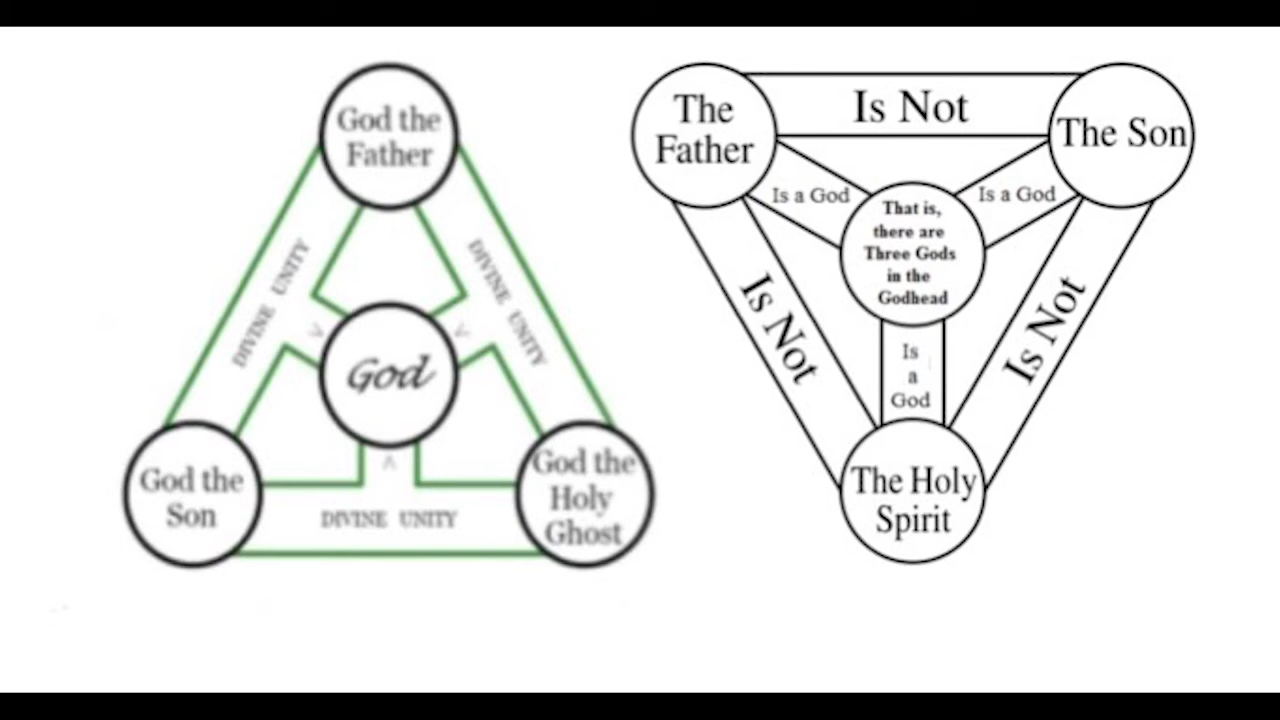 God the
Father
DIVINE UNITY
DIVINE UNITY
God
God the
Son
God the
Holy
Ghost
DIVINE UNITY
The
Father
Is Not
The Son
Is a God
Is a God
That is,
there are
Three Gods
in the
Godhead
Is Not
Is Not
Is
a
God
The Holy
Spirit